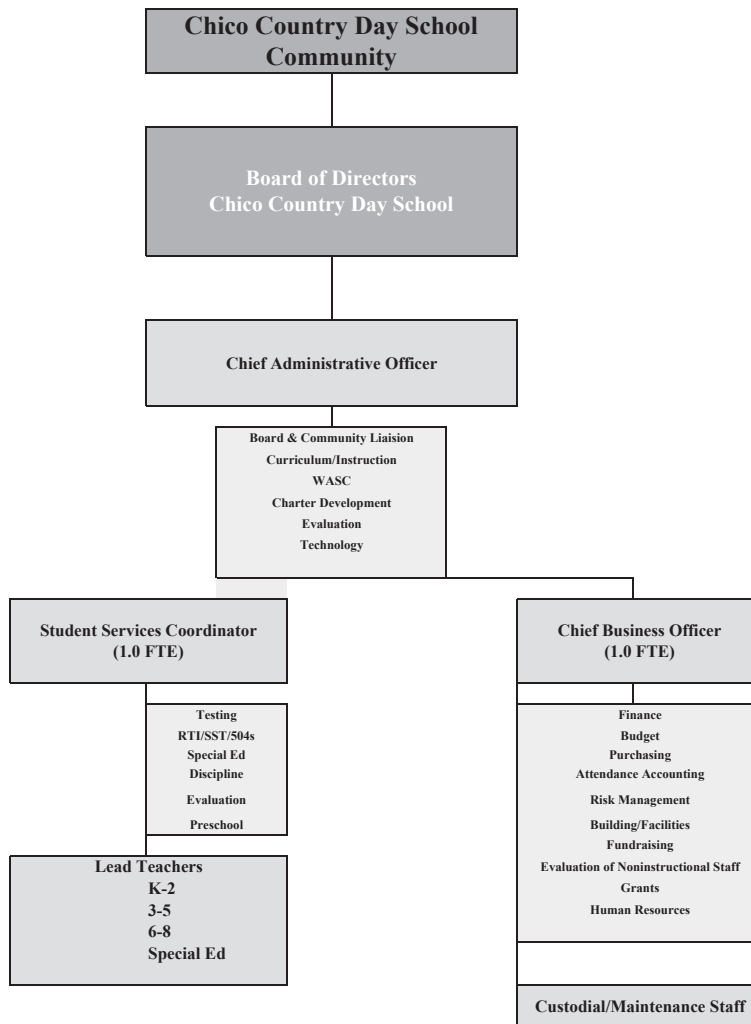 Chico Country Day School
Community
Board of Directors
Chico Country Day School
Chief Administrative Officer
Board & Community Liaision
Curriculum/Instruction
WASC
Charter Development
Evaluation
Technology
Student Services Coordinator
(1.0 FTE)
Testing
RTI/SST/504s
Special Ed
Discipline
Evaluation
Preschool
Lead Teachers
K-2
3-5
6-8
Special Ed
Chief Business Officer
(1.0 FTE)
Finance
Budget
Purchasing
Attendance Accounting
Risk Management
Building/Facilities
Fundraising
Evaluation of Noninstructional Staff
Grants
Human Resources
Custodial/Maintenance Staff